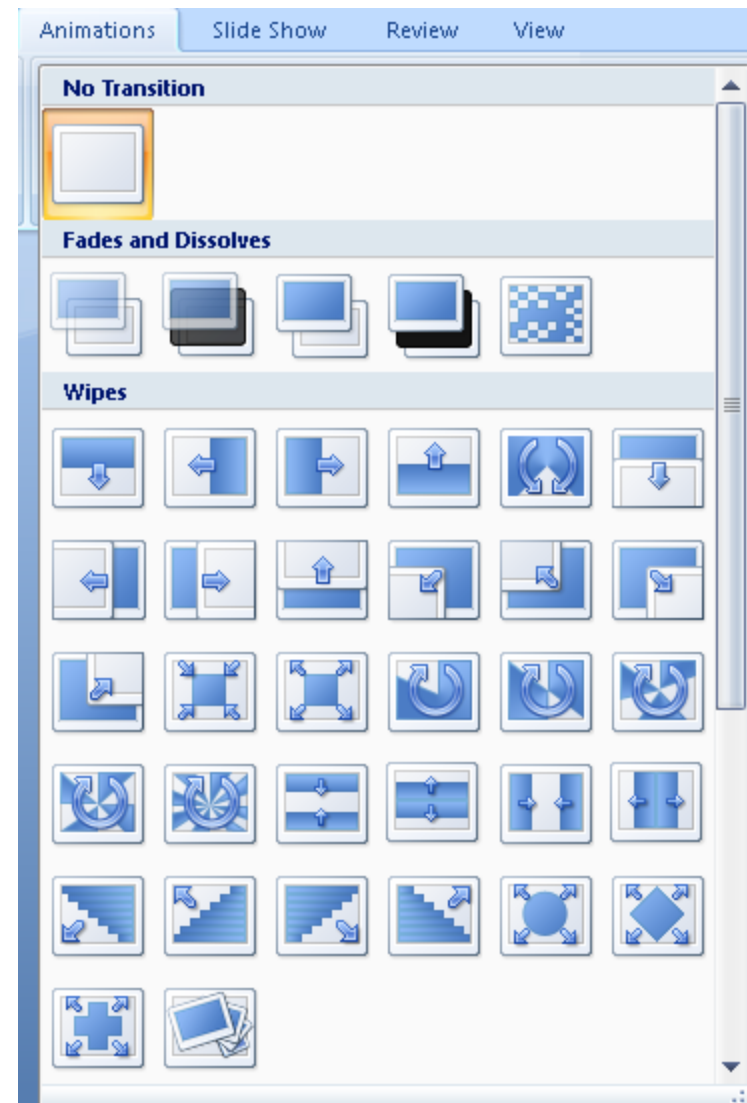 Animations Slide Show Review View
No Transition
Fades and Dissolves
Wipes